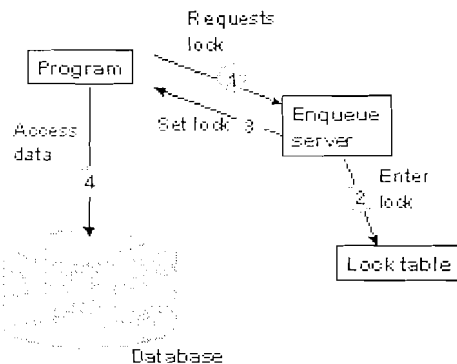 Requests
lock
Program
1
Access
data
Set lock 3
Enqueue
server
4
Enter
lock
2
Lock table
Database